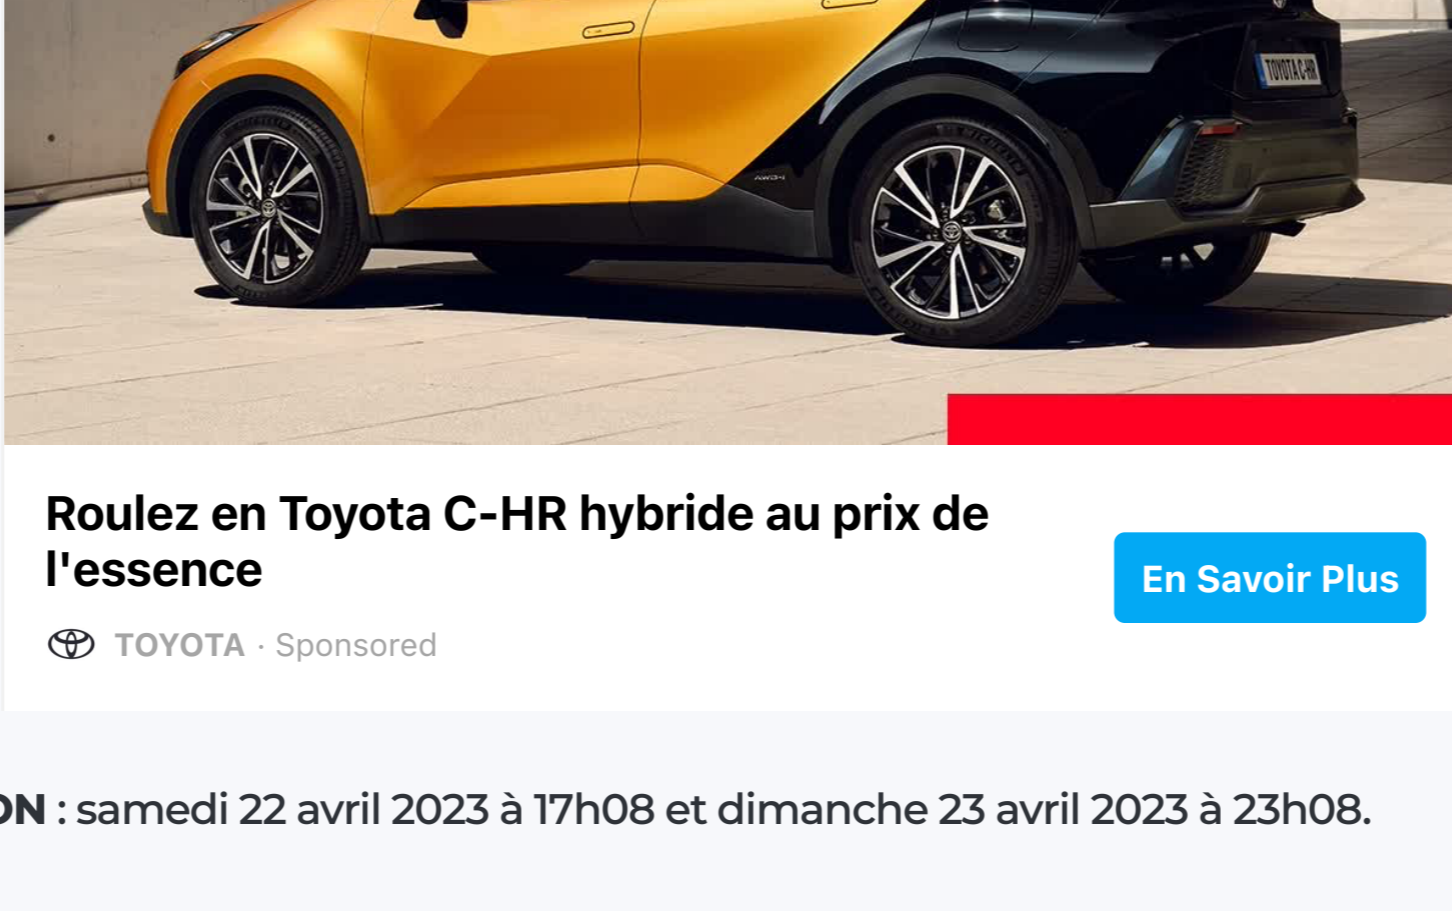 TOYOTA C-HR
Roulez en Toyota C-HR hybride au prix de
l'essence
En Savoir Plus
TOYOTA · Sponsored
ON : samedi 22 avril 2023 à 17h08 et dimanche 23 avril 2023 à 23h08.